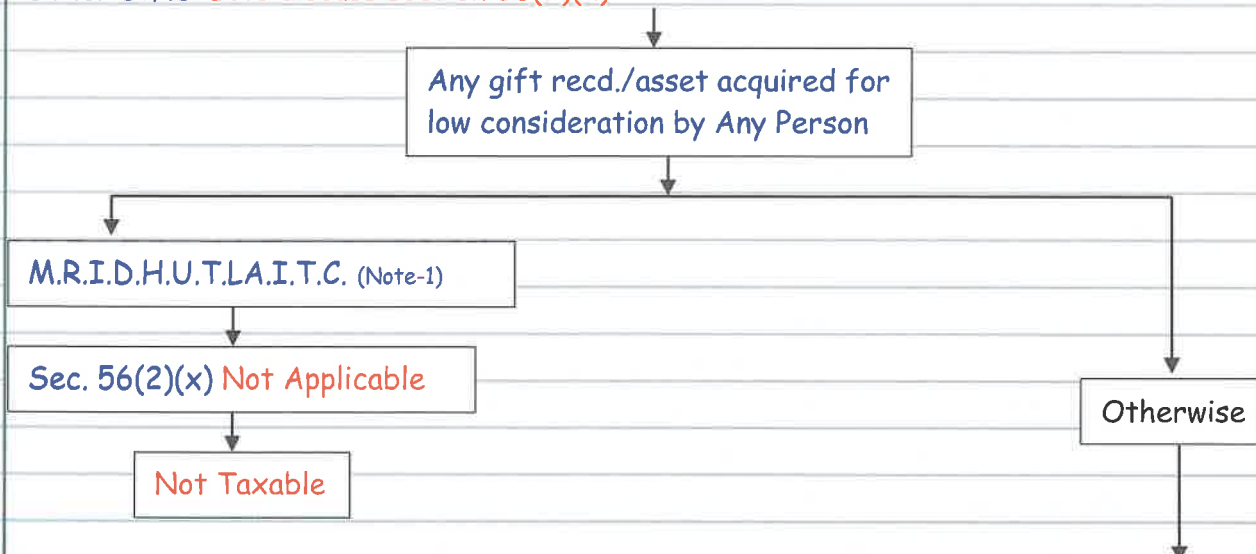 Any gift recd./asset acquired for
low consideration by Any Person
M.R.I.D.H.U.T.LA.I.T.C. (Note-1)
Sec. 56(2)(x) Not Applicable
Otherwise
Not Taxable